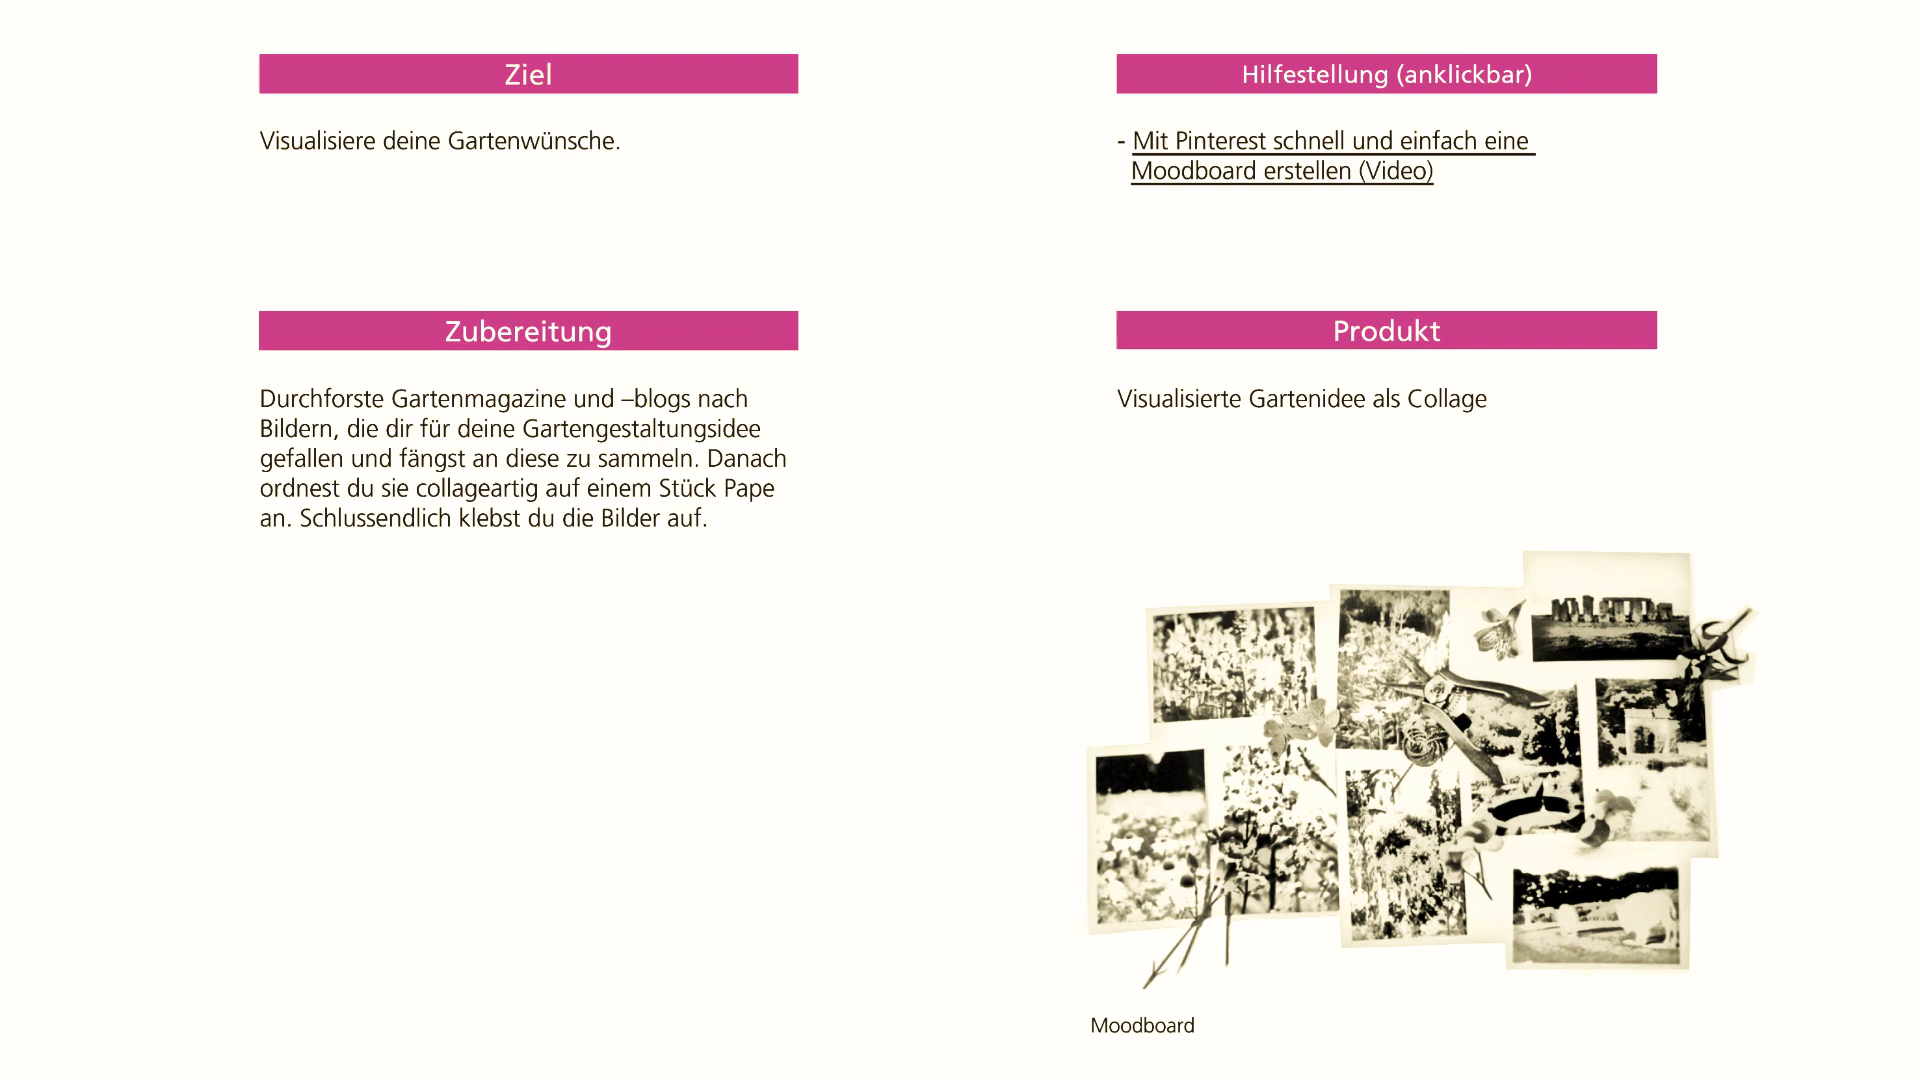 Ziel
Visualisiere deine Gartenwünsche.
Zubereitung
Durchforste Gartenmagazine und –blogs nach
Bildern, die dir für deine Gartengestaltungsidee
gefallen und fängst an diese zu sammeln. Danach
ordnest du sie collageartig auf einem Stück Pape
an. Schlussendlich klebst du die Bilder auf.
Hilfestellung (anklickbar)
- Mit Pinterest schnell und einfach eine
Moodboard erstellen (Video)
Produkt
Visualisierte Gartenidee als Collage
Moodboard